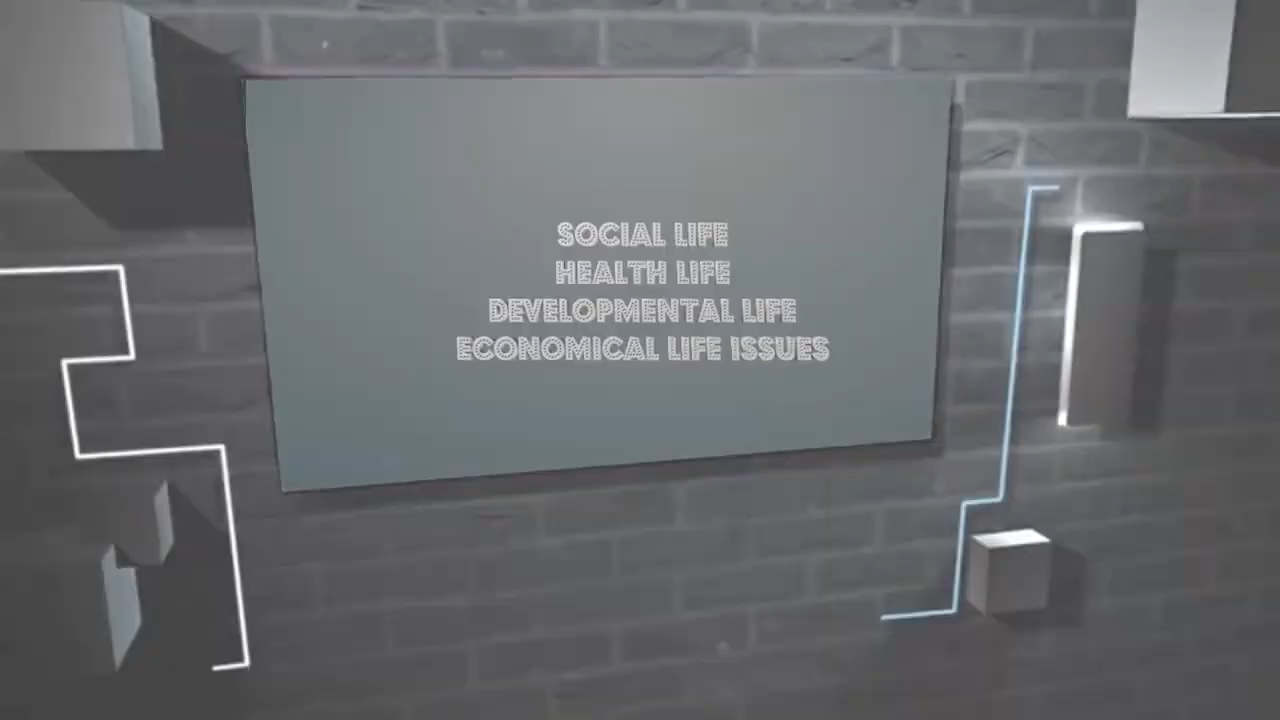 SOCIAL LIFE
HEALTH LIFE
DEVELOPMENTAL LIFE
ECONOMICAL LIFE ISSUES